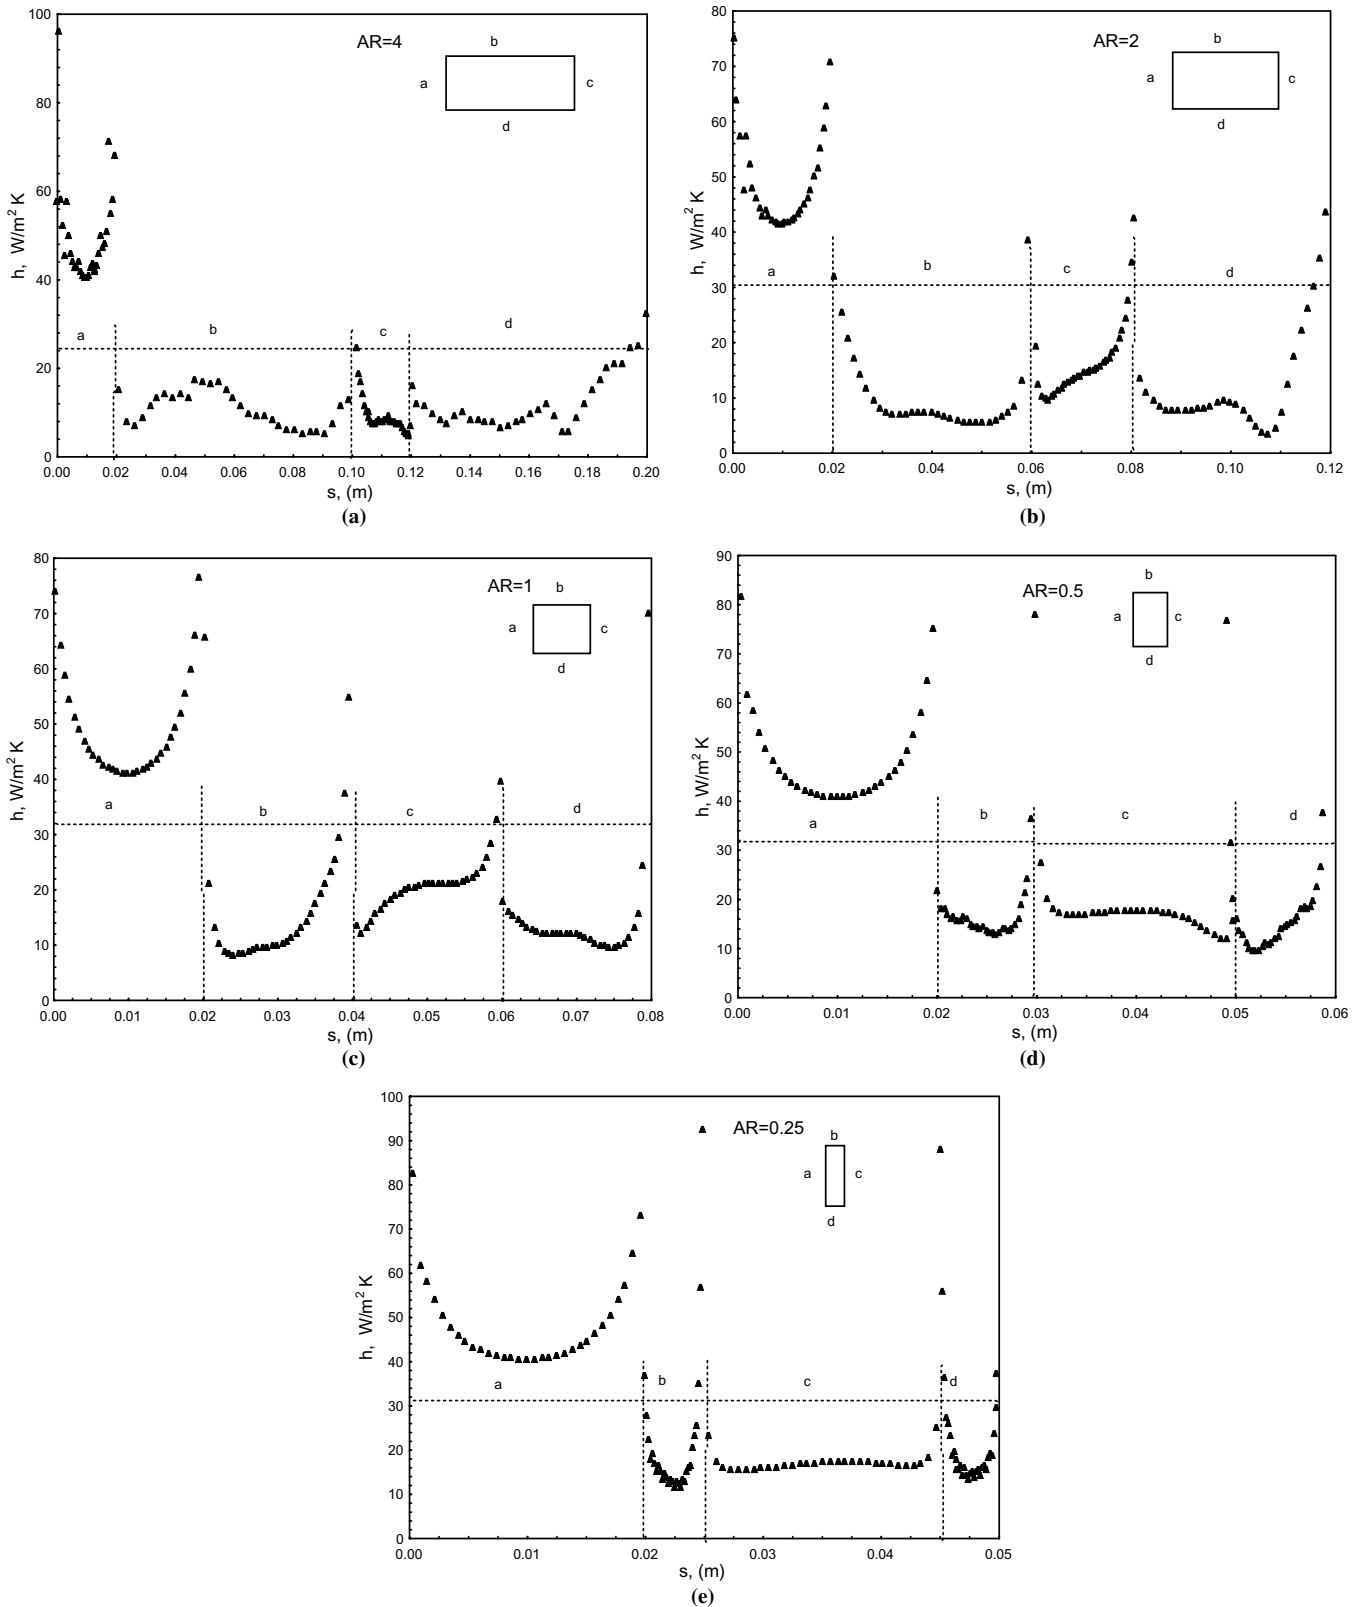 AR=4
b
a
c
d
100
80
60
40
20
0
h, W/m² K
a
b
c
d
0.00 0.02 0.04 0.06 0.08 0.10 0.12 0.14 0.16 0.18 0.20
s, (m)
(a)
AR=2
b
a
c
d
80
70
60
50
40
30
20
10
0
h, W/m² K
a
b
c
d
0.00 0.02 0.04 0.06 0.08 0.10 0.12
s, (m)
(b)
AR=1
b
a
c
d
80
70
60
50
40
30
20
10
0
h, W/m² K
a
b
c
d
0.00 0.01 0.02 0.03 0.04 0.05 0.06 0.07 0.08
s, (m)
(c)
AR=0.5
b
a
c
d
90
80
70
60
50
40
30
20
10
0
h, W/m² K
a
b
c
d
0.00 0.01 0.02 0.03 0.04 0.05 0.06
s, (m)
(d)
AR=0.25
b
a
c
d
100
90
80
70
60
50
40
30
20
10
0
h, W/m² K
a
b
c
d
0.00 0.01 0.02 0.03 0.04 0.05
s, (m)
(e)